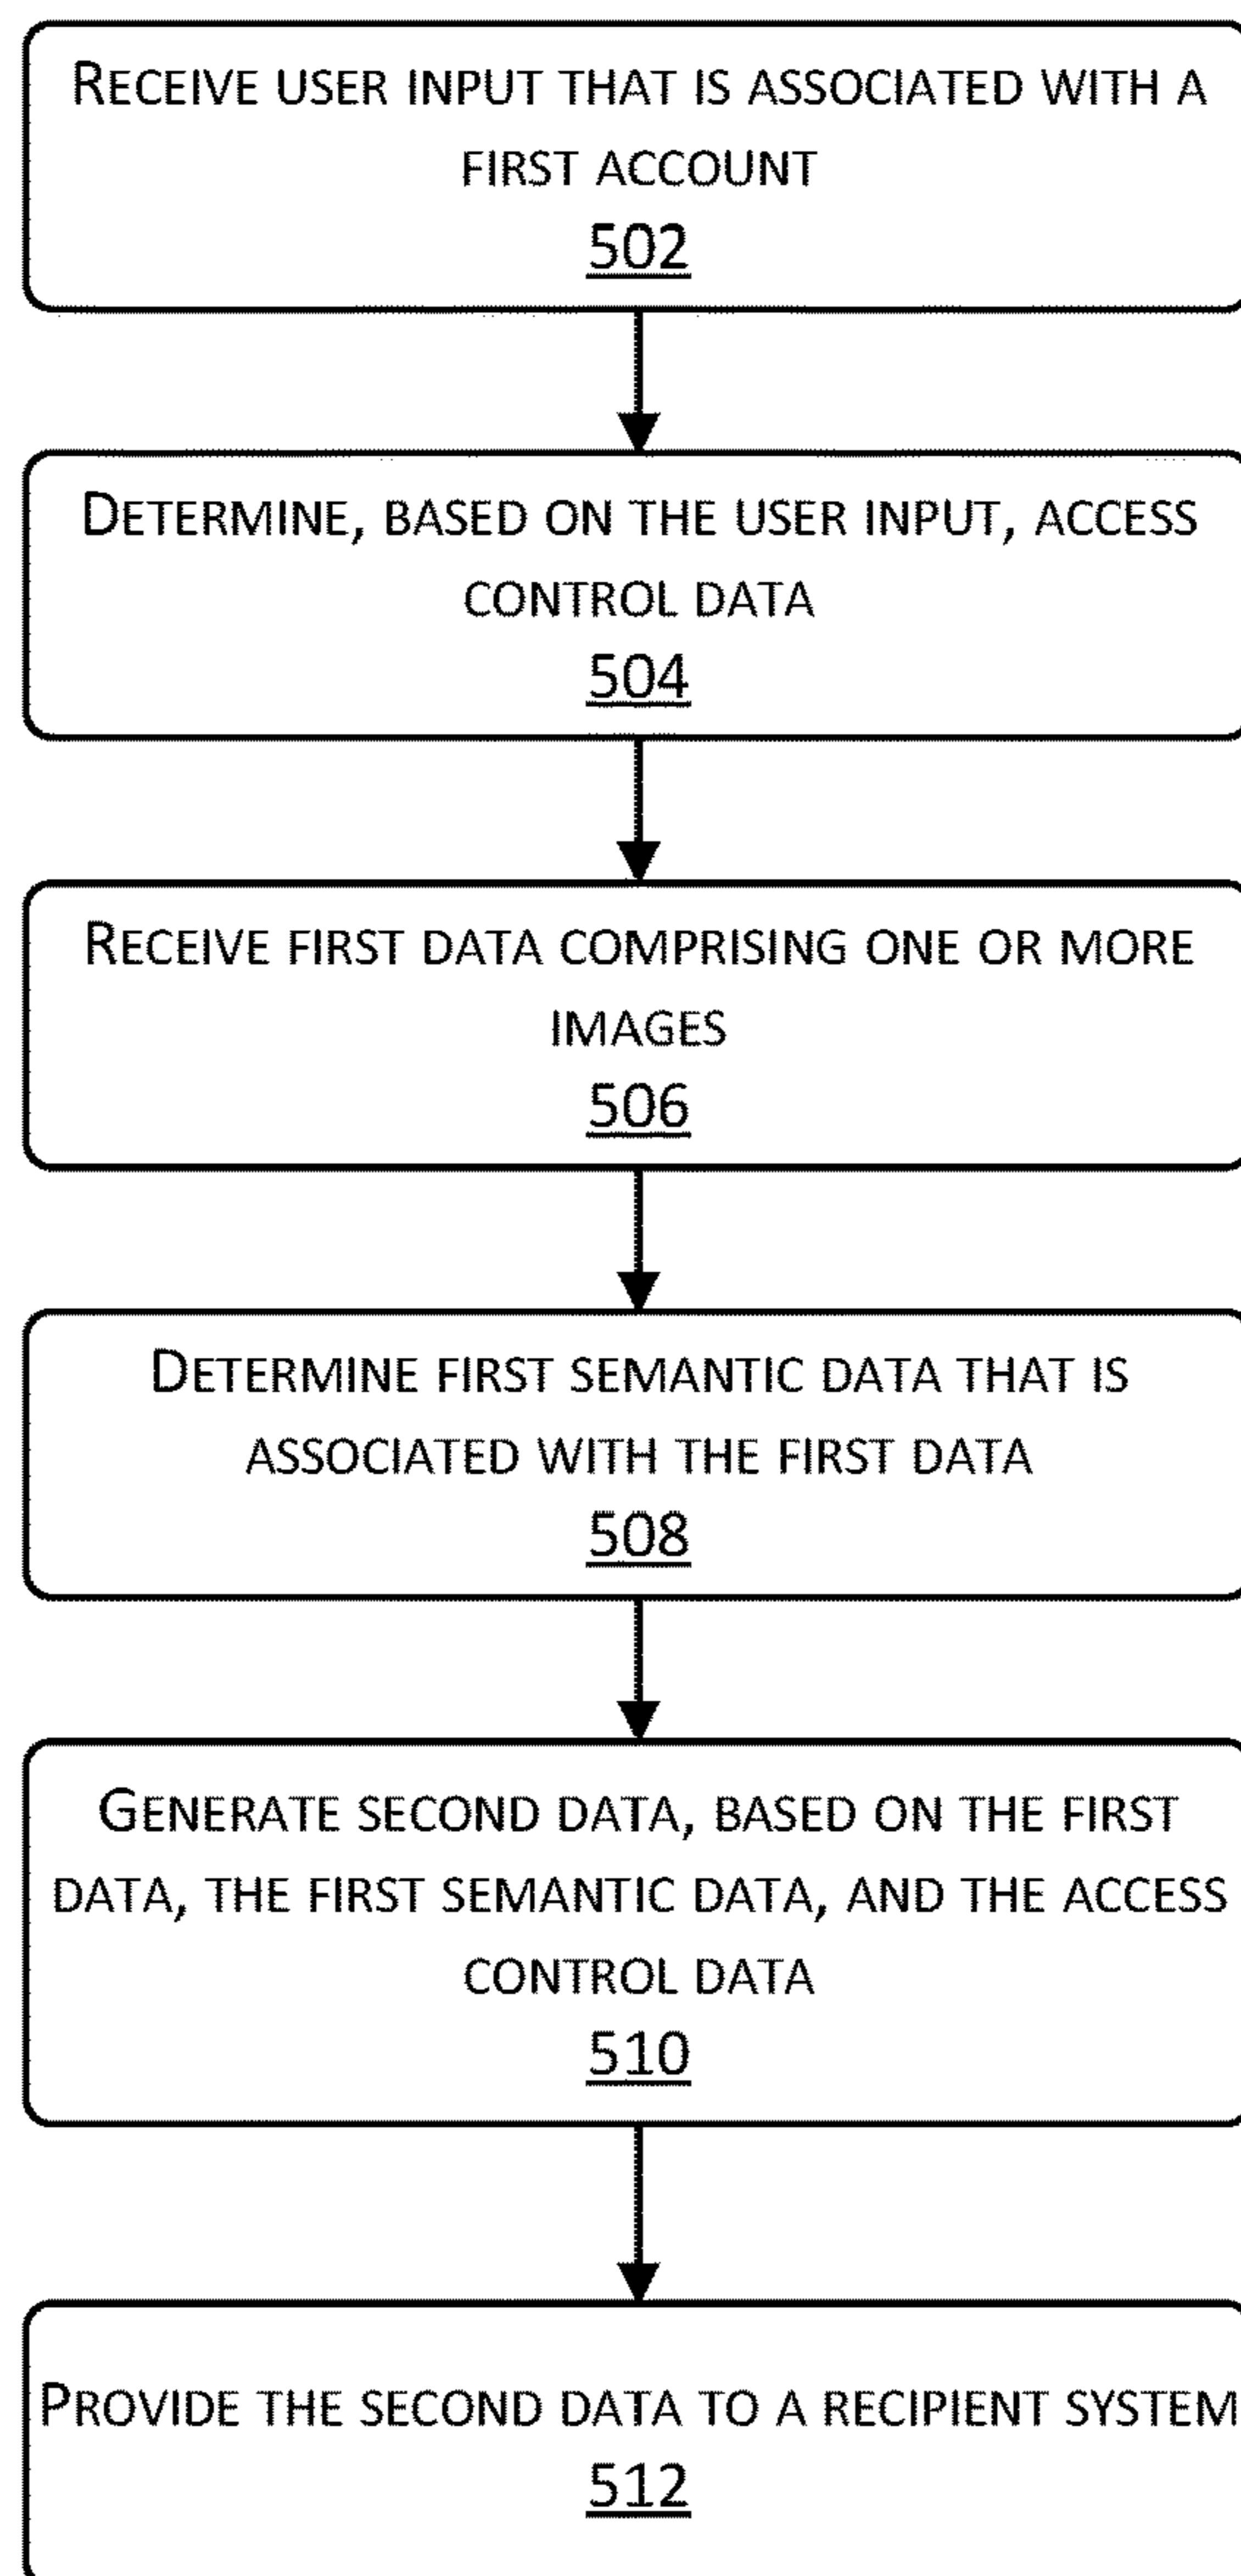 RECEIVE USER INPUT THAT IS ASSOCIATED WITH A
FIRST ACCOUNT
502
DETERMINE, BASED ON THE USER INPUT, ACCESS
CONTROL DATA
504
RECEIVE FIRST DATA COMPRISING ONE OR MORE
IMAGES
506
DETERMINE FIRST SEMANTIC DATA THAT IS
ASSOCIATED WITH THE FIRST DATA
508
GENERATE SECOND DATA, BASED ON THE FIRST
DATA, THE FIRST SEMANTIC DATA, AND THE ACCESS
CONTROL DATA
510
PROVIDE THE SECOND DATA TO A RECIPIENT SYSTEM
512